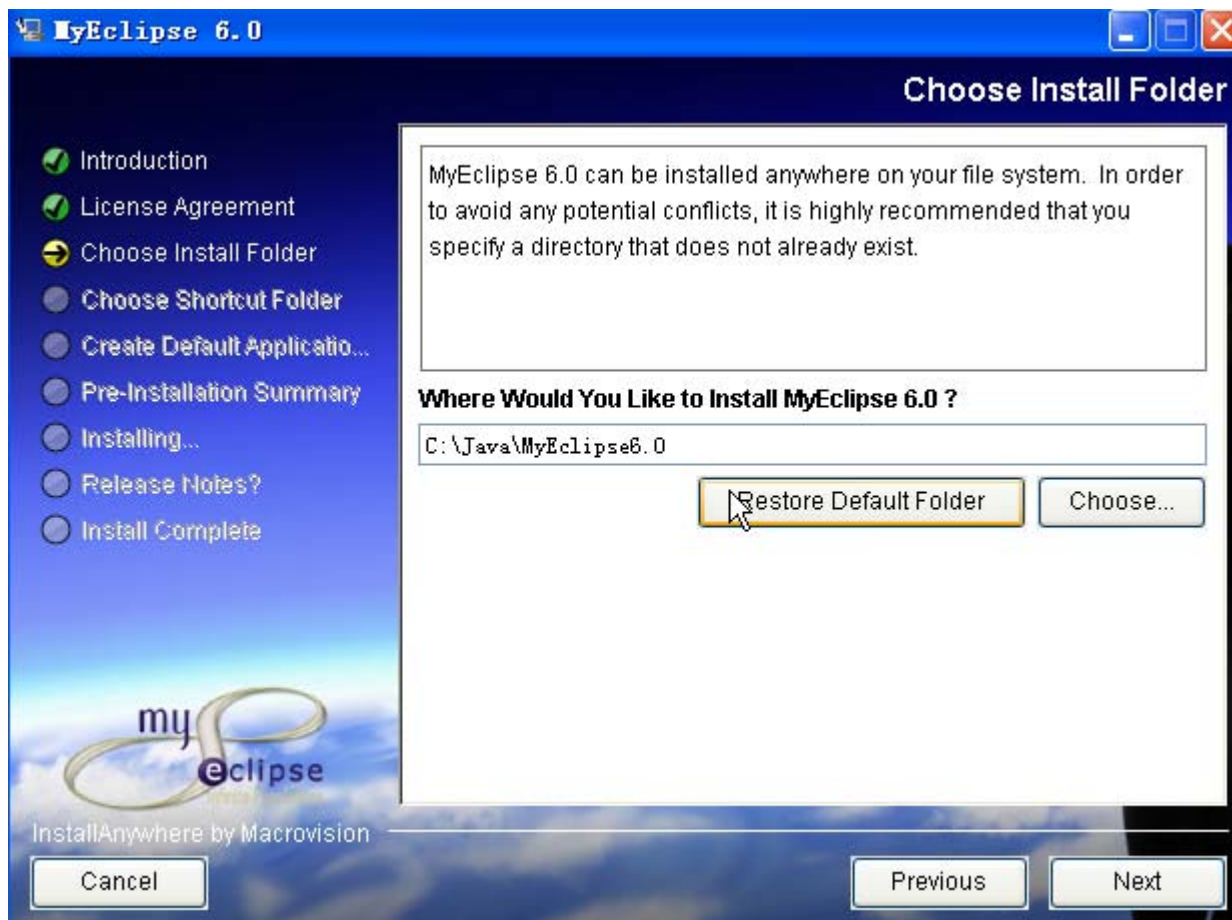 MyEclipse 6.0
Choose Install Folder
Introduction
License Agreement
Choose Install Folder
Choose Shortcut Folder
Create Default Applicatio...
Pre-Installation Summary
Installing...
Release Notes?
Install Complete
MyEclipse 6.0 can be installed anywhere on your file system. In order
to avoid any potential conflicts, it is highly recommended that you
specify a directory that does not already exist.
Where Would You Like to Install MyEclipse 6.0 ?
C:\Java\MyEclipse6.0
Restore Default Folder
Choose...
my
eclipse
InstallAnywhere by Macrovision
Cancel
Previous
Next